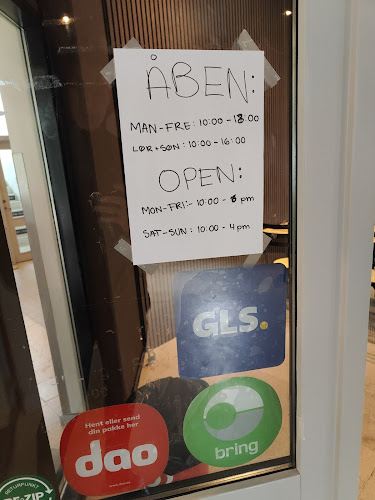 ÅBEN:
MAN-FRE: 10:00 - 18:00
LØR+SØN: 10:00 - 16:00
OPEN:
MON-FRI:- 10:00 - 6 pm
SAT-SUN: 10:00 - 4 pm
GLS.
Hent eller send
din pakke her
dao
bring